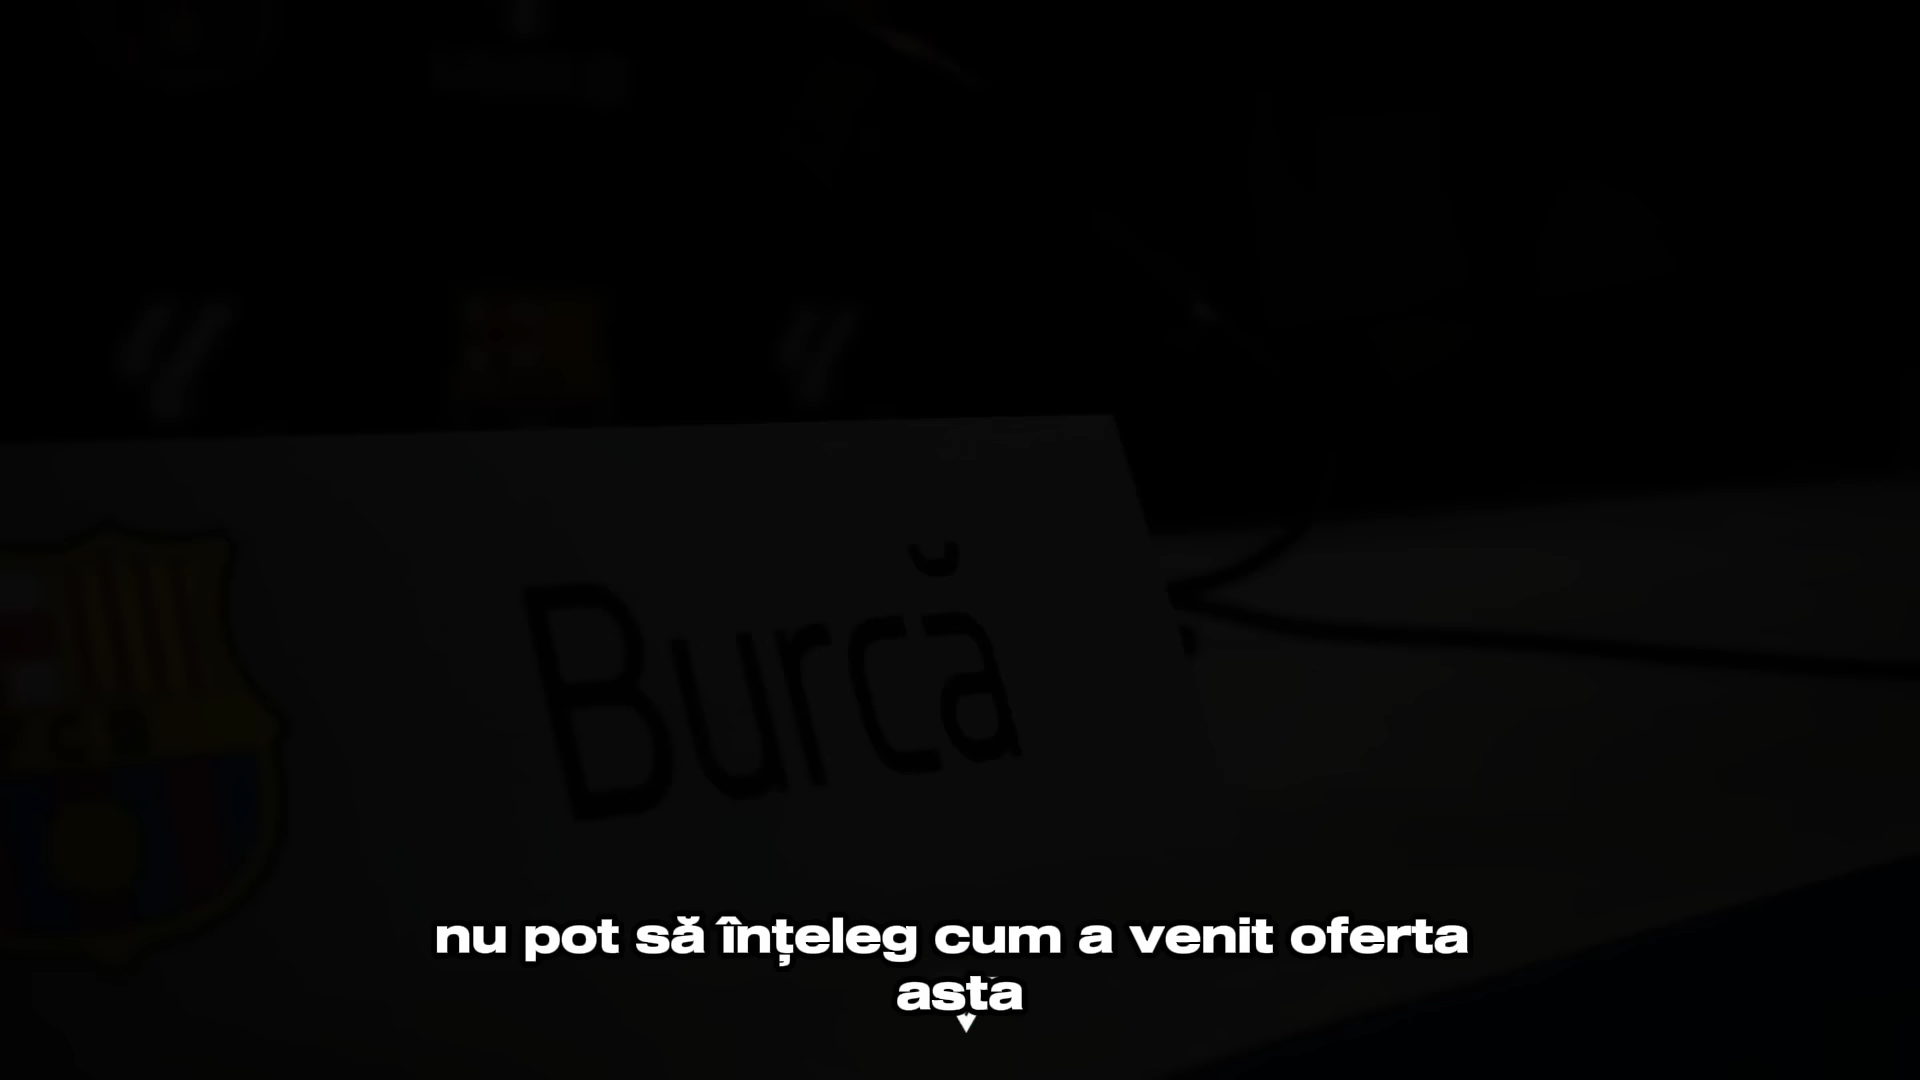 Burcă
nu pot să înțeleg cum a venit oferta
asta